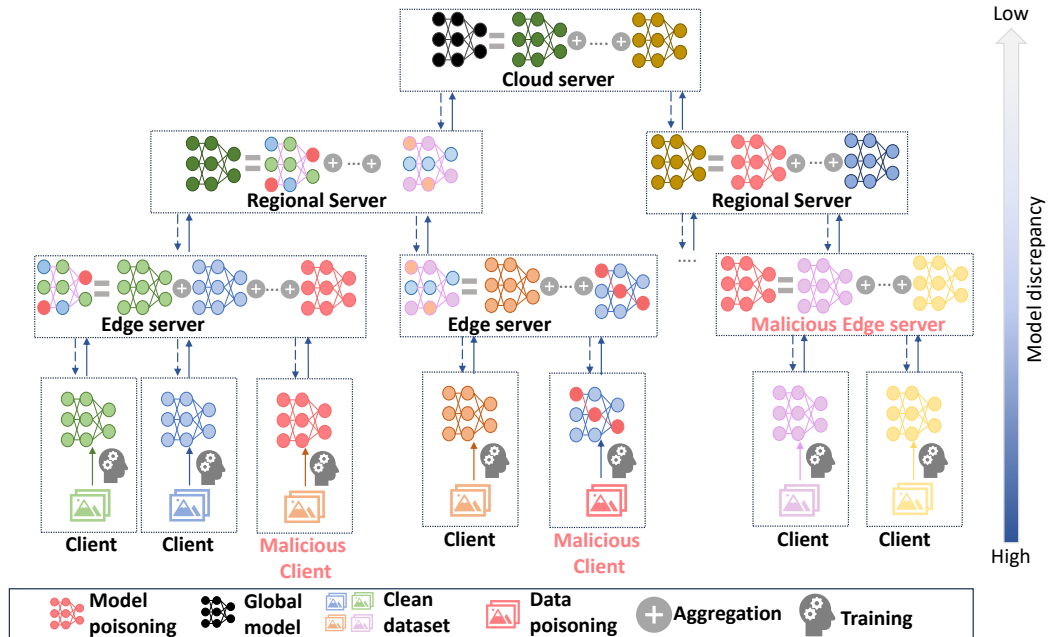 Low
Cloud server
Regional Server
Regional Server
....
Edge server
Edge server
Malicious Edge server
Model discrepancy
Client
Client
Malicious
Client
Client
Malicious
Client
Client
Client
High
Model
poisoning
Global
model
Clean
dataset
Data
poisoning
Aggregation
Training